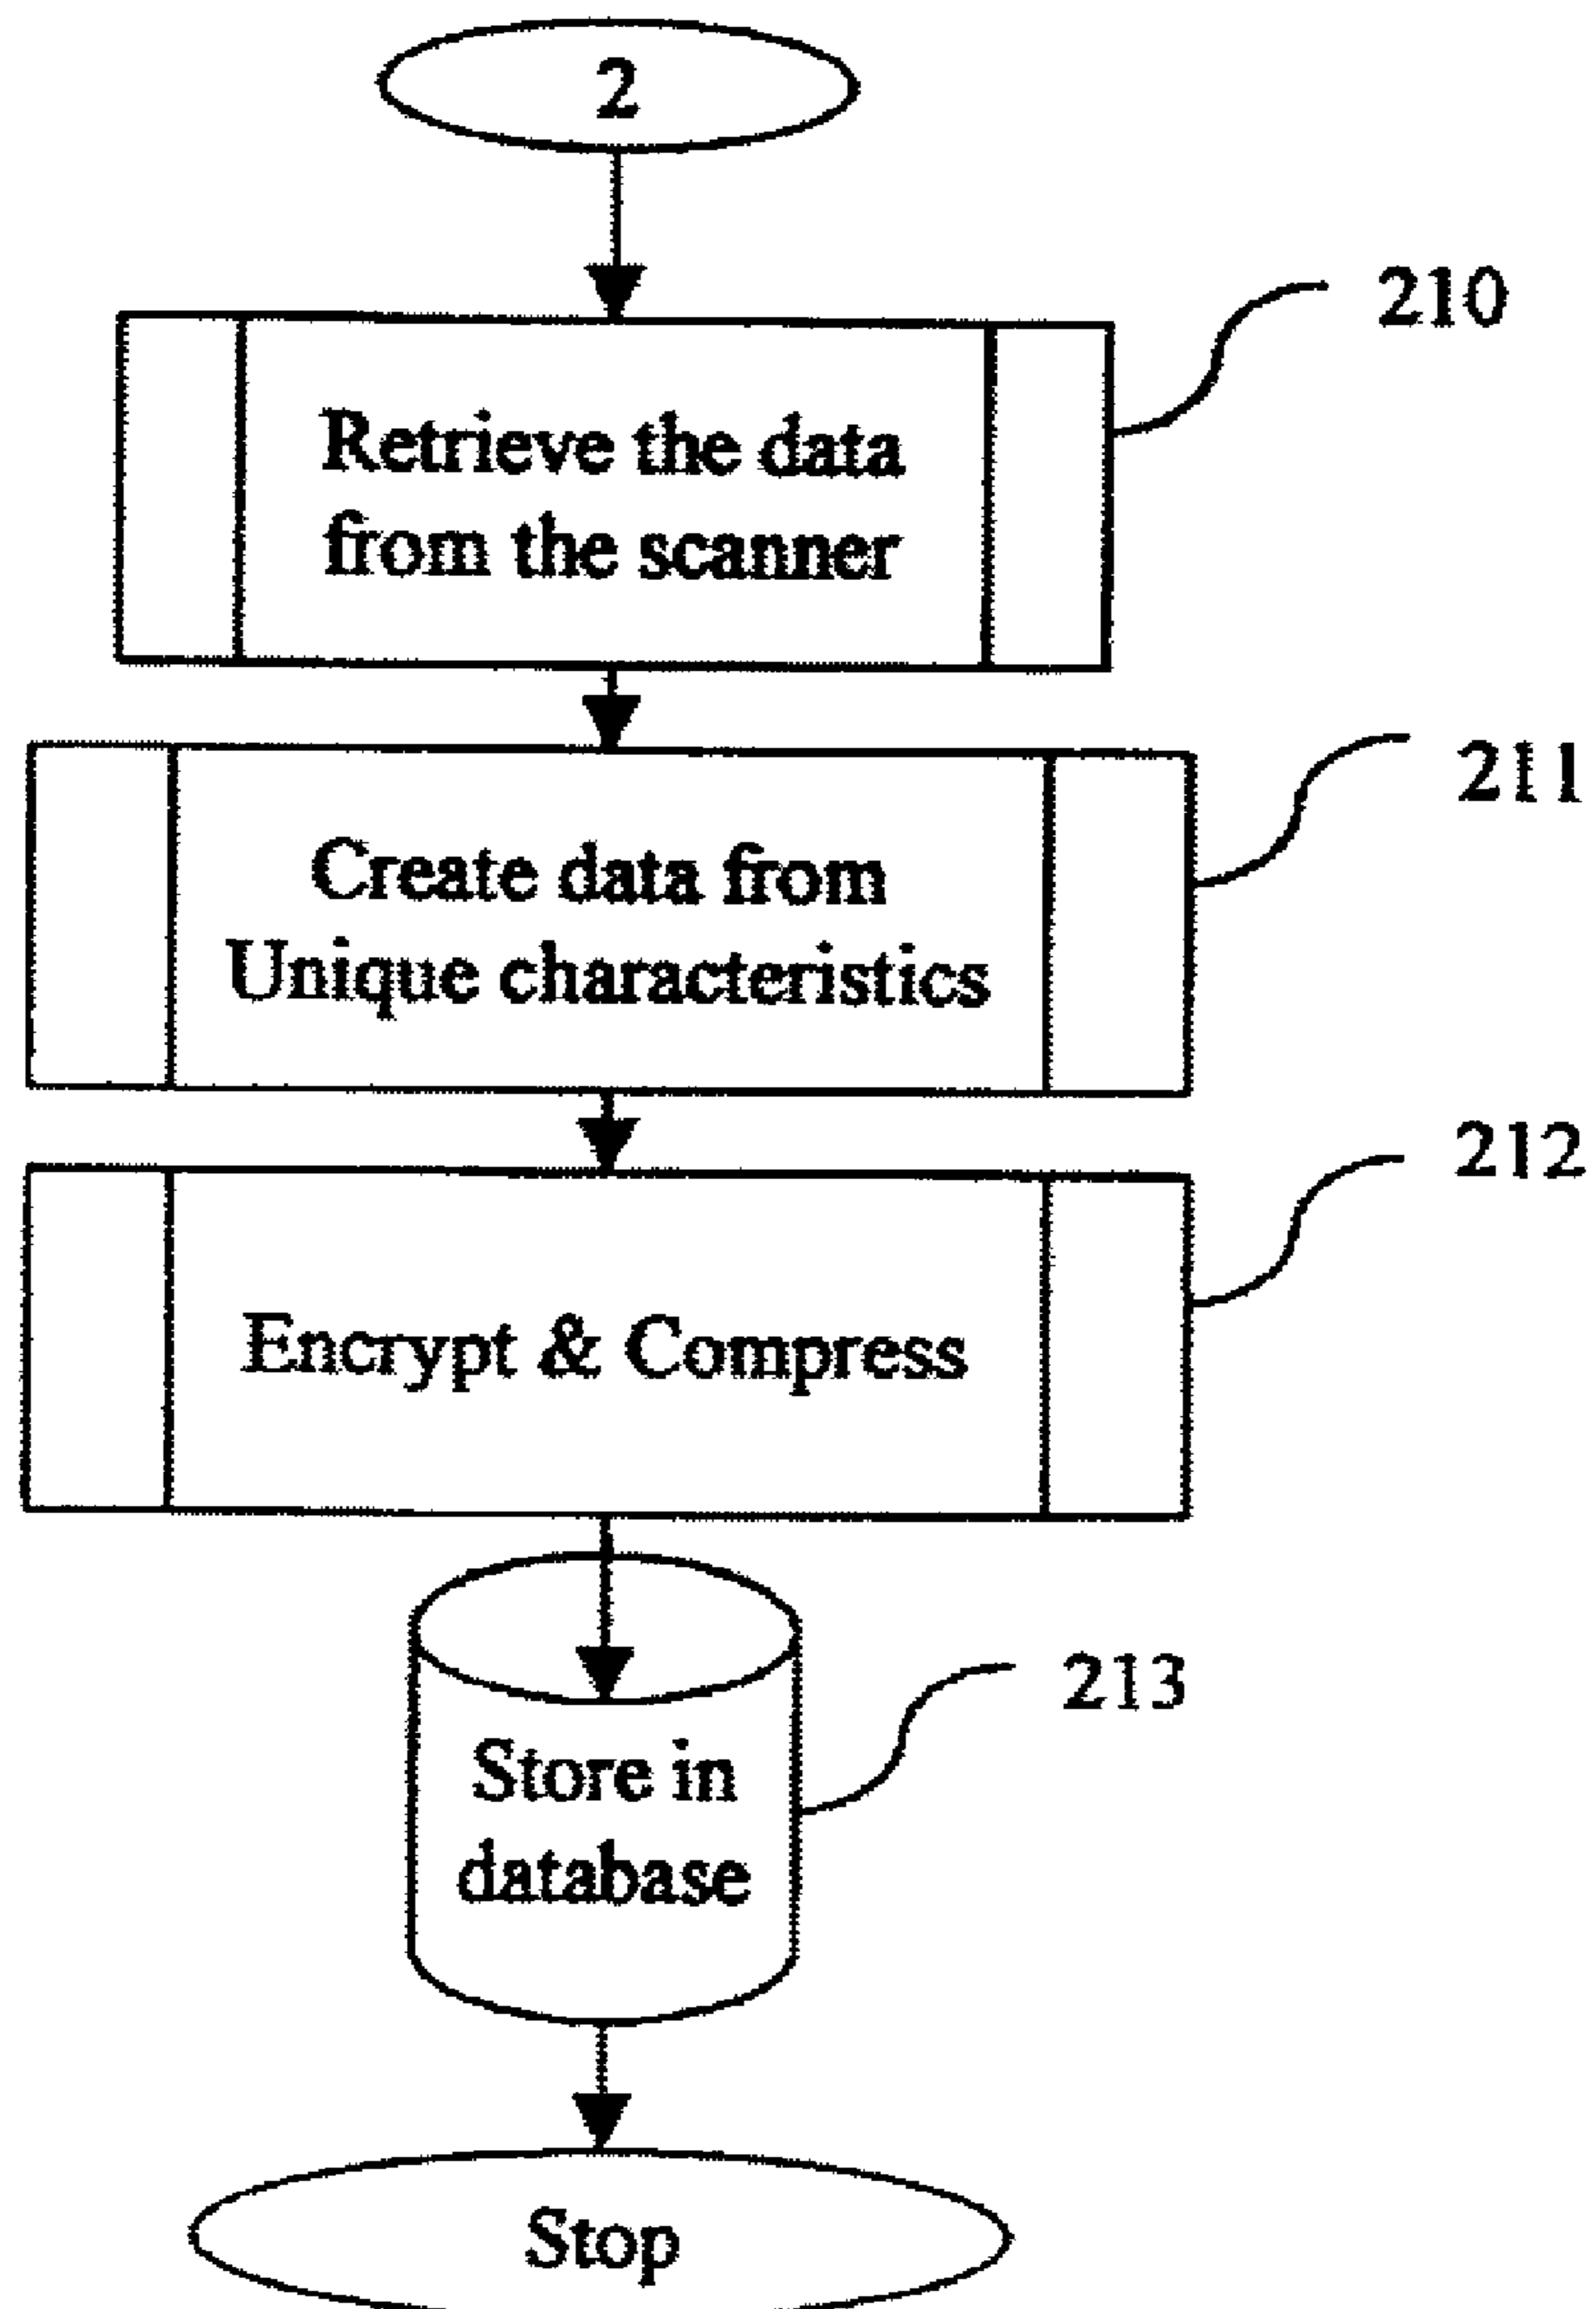 2
210
Retrieve the data
from the scanner
211
Create data from
Unique characteristics
212
Encrypt & Compress
213
Store in
database
Stop